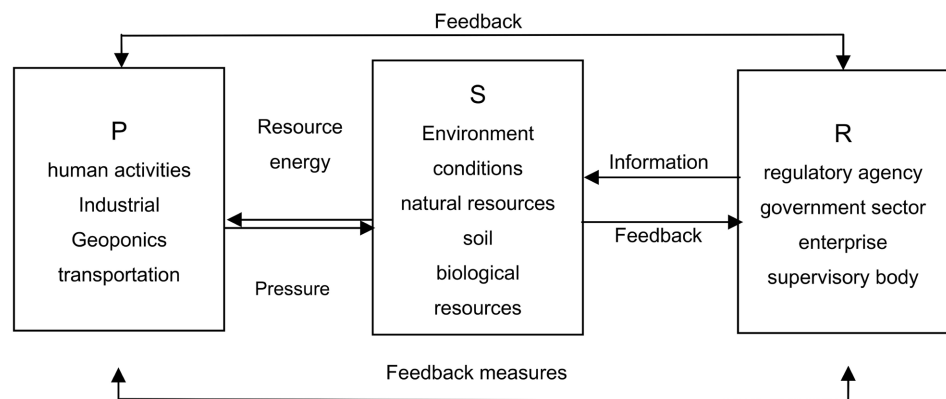 Feedback
P
human activities
Industrial
Geoponics
transportation
Resource
energy
Pressure
S
Environment
conditions
natural resources
soil
biological
resources
Information
Feedback
R
regulatory agency
government sector
enterprise
supervisory body
Feedback measures